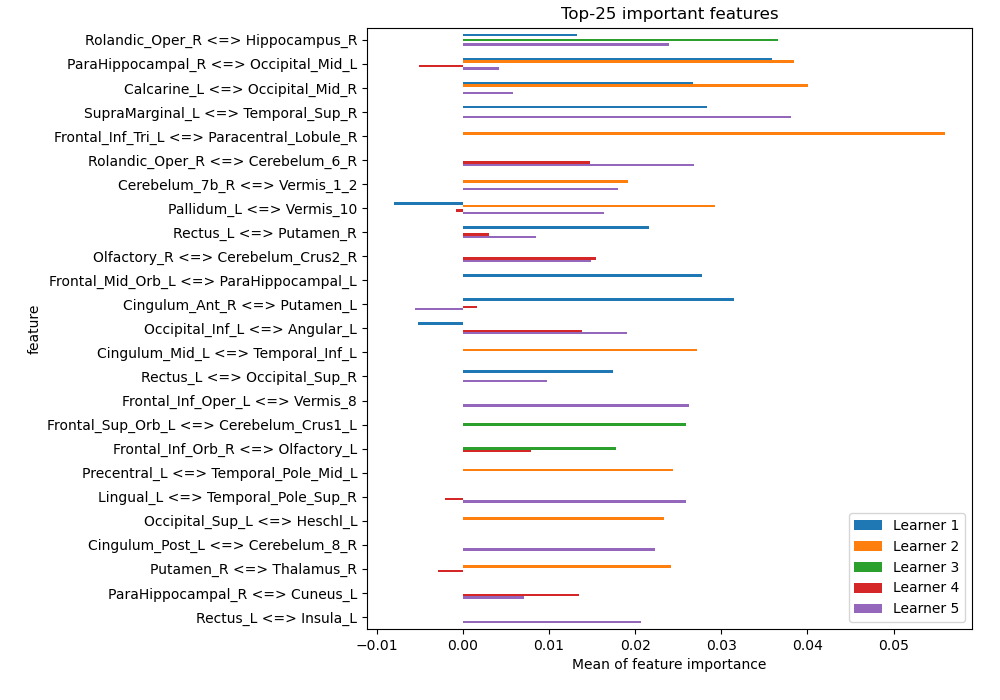 Top-25 important features
feature
Rolandic_Oper_R <=> Hippocampus_R
ParaHippocampal_R <=> Occipital_Mid_L
Calcarine_L <=> Occipital_Mid_R
SupraMarginal_L <=> Temporal_Sup_R
Frontal_Inf_Tri_L <=> Paracentral_Lobule_R
Rolandic_Oper_R <=> Cerebelum_6_R
Cerebelum_7b_R <=> Vermis_1_2
Pallidum_L <=> Vermis_10
Rectus_L <=> Putamen_R
Olfactory_R <=> Cerebelum_Crus2_R
Frontal_Mid_Orb_L <=> ParaHippocampal_L
Cingulum_Ant_R <=> Putamen_L
Occipital_Inf_L <=> Angular_L
Cingulum_Mid_L <=> Temporal_Inf_L
Rectus_L <=> Occipital_Sup_R
Frontal_Inf_Oper_L <=> Vermis_8
Frontal_Sup_Orb_L <=> Cerebelum_Crus1_L
Frontal_Inf_Orb_R <=> Olfactory_L
Precentral_L <=> Temporal_Pole_Mid_L
Lingual_L <=> Temporal_Pole_Sup_R
Occipital_Sup_L <=> Heschl_L
Cingulum_Post_L <=> Cerebelum_8_R
Putamen_R <=> Thalamus_R
ParaHippocampal_R <=> Cuneus_L
Rectus_L <=> Insula_L
Learner 1
Learner 2
Learner 3
Learner 4
Learner 5
−0.01 0.00 0.01 0.02 0.03 0.04 0.05
Mean of feature importance